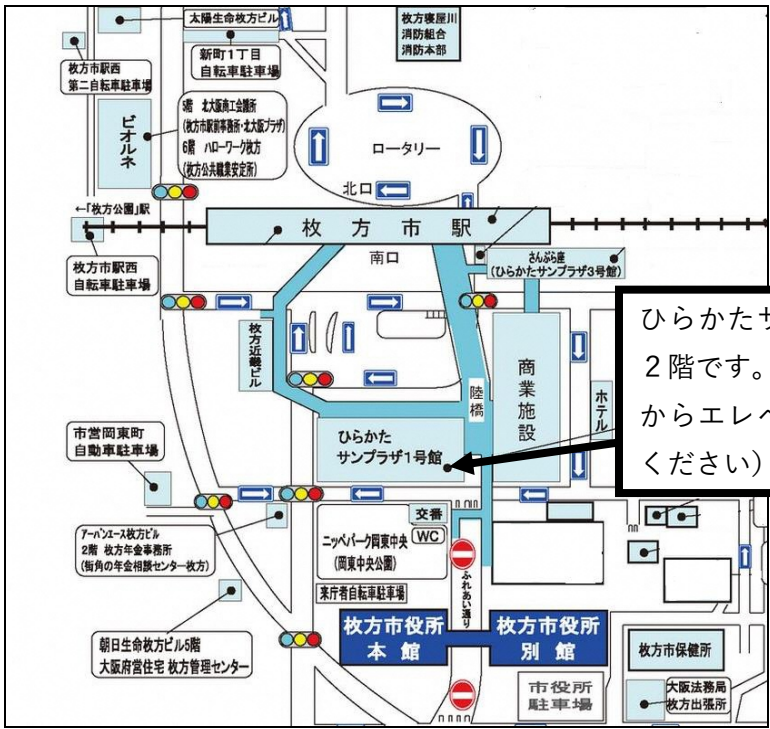 太陽生命枚方ビル
枚方寝屋川
消防組合
消防本部
新町1丁目
自転車駐車場
枚方市駅西
第二自転車駐車場
ビオルネ
5階 北大阪商工会議所
(枚方市駅前事務所・北大阪プラザ)
6階 ハローワーク枚方
(枚方公共職業安定所)
ロータリー
北口
←「枚方公園」駅
枚方市駅
南口
枚方市駅西
自転車駐車場
さんぷら座
(ひらかたサンプラザ3号館)
枚方近畿ビル
陸橋
商業施設
ホテル
ひらかたサ
2階です。
からエレベ
ください)
ひらかた
サンプラザ1号館
市営岡東町
自動車駐車場
アーバンエース枚方ビル
2階 枚方年金事務所
(街角の年金相談センター枚方)
交番
WC
ニッペパーク岡東中央
(岡東中央公園)
来庁者自転車駐車場
ふれあい通り
枚方市役所
本館
枚方市役所
別館
朝日生命枚方ビル5階
大阪府営住宅 枚方管理センター
枚方市保健所
市役所
駐車場
大阪法務局
枚方出張所